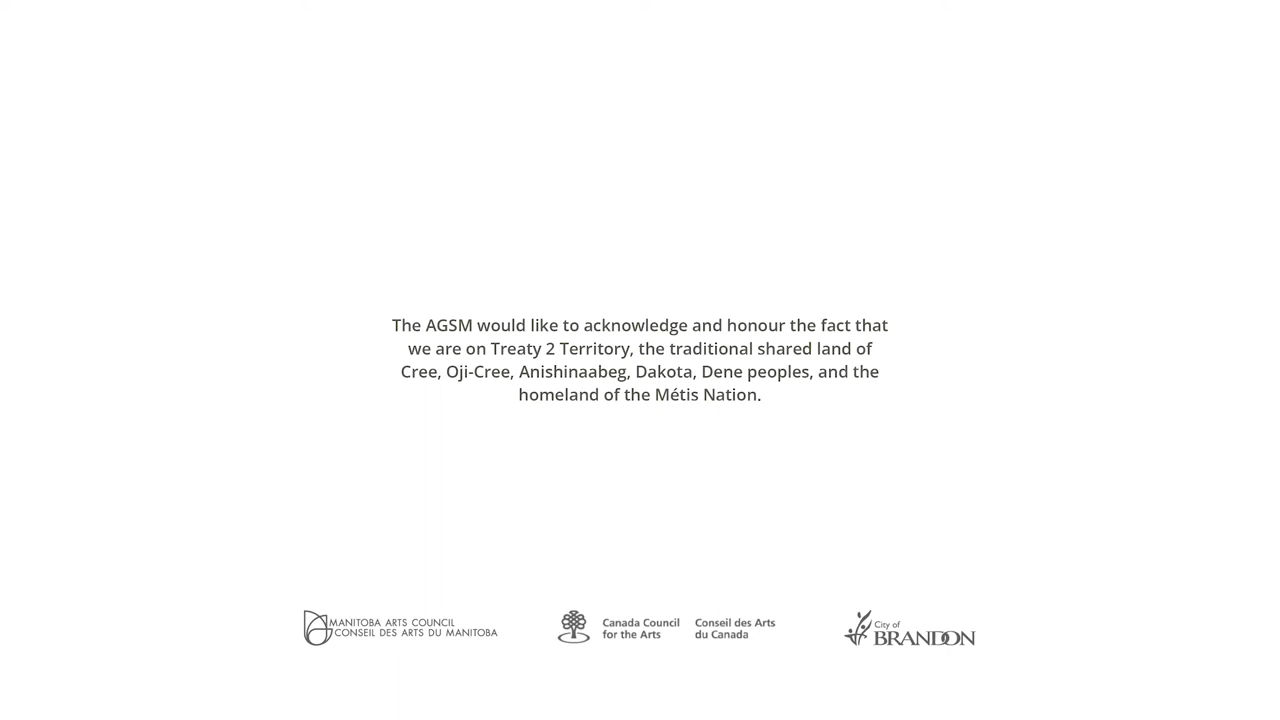 The AGSM would like to acknowledge and honour the fact that
we are on Treaty 2 Territory, the traditional shared land of
Cree, Oji-Cree, Anishinaabeg, Dakota, Dene peoples, and the
homeland of the Métis Nation.
MANITOBA ARTS COUNCIL
CONSEIL DES ARTS DU MANITOBA
Canada Council
for the Arts
Conseil des Arts
du Canada
City of
BRANDON